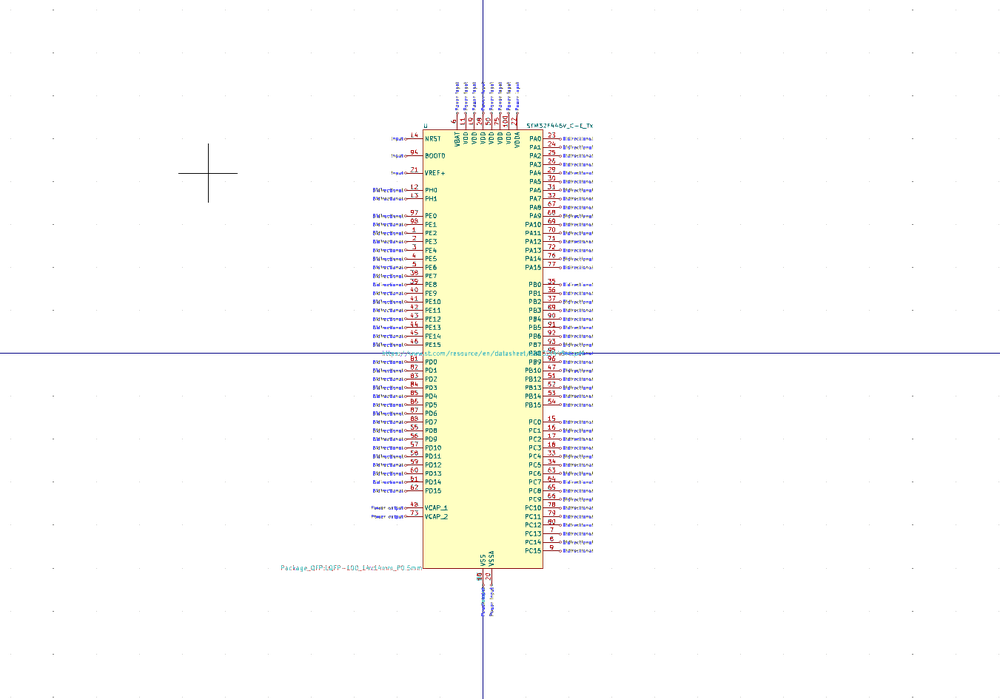 Power input Power input Power input Power input Power input Power input Power input Power input
6 11 19 28 50 75 100 22
U STM32F446V_C-E_Tx
VBAT VDD VDD VDD VDD VDD VDD VDDA
Input 14 NRST PA0 23 Bidirectional
PA1 24 Bidirectional
Input 94 BOOT0 PA2 25 Bidirectional
PA3 26 Bidirectional
Input 21 VREF+ PA4 29 Bidirectional
PA5 30 Bidirectional
Bidirectional 12 PH0 PA6 31 Bidirectional
Bidirectional 13 PH1 PA7 32 Bidirectional
PA8 67 Bidirectional
Bidirectional 97 PE0 PA9 68 Bidirectional
Bidirectional 98 PE1 PA10 69 Bidirectional
Bidirectional 1 PE2 PA11 70 Bidirectional
Bidirectional 2 PE3 PA12 71 Bidirectional
Bidirectional 3 PE4 PA13 72 Bidirectional
Bidirectional 4 PE5 PA14 76 Bidirectional
Bidirectional 5 PE6 PA15 77 Bidirectional
Bidirectional 38 PE7
Bidirectional 39 PE8 PB0 35 Bidirectional
Bidirectional 40 PE9 PB1 36 Bidirectional
Bidirectional 41 PE10 PB2 37 Bidirectional
Bidirectional 42 PE11 PB3 89 Bidirectional
Bidirectional 43 PE12 PB4 90 Bidirectional
Bidirectional 44 PE13 PB5 91 Bidirectional
Bidirectional 45 PE14 PB6 92 Bidirectional
Bidirectional 46 PE15 PB7 93 Bidirectional
PB8 95
Bidirectional 81 PD0 PB9 96 Bidirectional
Bidirectional 82 PD1 PB10 47 Bidirectional
Bidirectional 83 PD2 PB12 51 Bidirectional
Bidirectional 84 PD3 PB13 52 Bidirectional
Bidirectional 85 PD4 PB14 53 Bidirectional
Bidirectional 86 PD5 PB15 54 Bidirectional
Bidirectional 87 PD6
Bidirectional 88 PD7 PC0 15 Bidirectional
Bidirectional 55 PD8 PC1 16 Bidirectional
Bidirectional 56 PD9 PC2 17 Bidirectional
Bidirectional 57 PD10 PC3 18 Bidirectional
Bidirectional 58 PD11 PC4 33 Bidirectional
Bidirectional 59 PD12 PC5 34 Bidirectional
Bidirectional 60 PD13 PC6 63 Bidirectional
Bidirectional 61 PD14 PC7 64 Bidirectional
Bidirectional 62 PD15 PC8 65 Bidirectional
PC9 66 Bidirectional
Power output VCAP_1 PC10 78 Bidirectional
Power output 73 VCAP_2 PC11 79 Bidirectional
PC12 80 Bidirectional
PC13 7 Bidirectional
PC14 8 Bidirectional
PC15 9 Bidirectional
VSS VSSA
Package_QFP:LQFP-100_14x14mm_P0.5mm
20
Power input